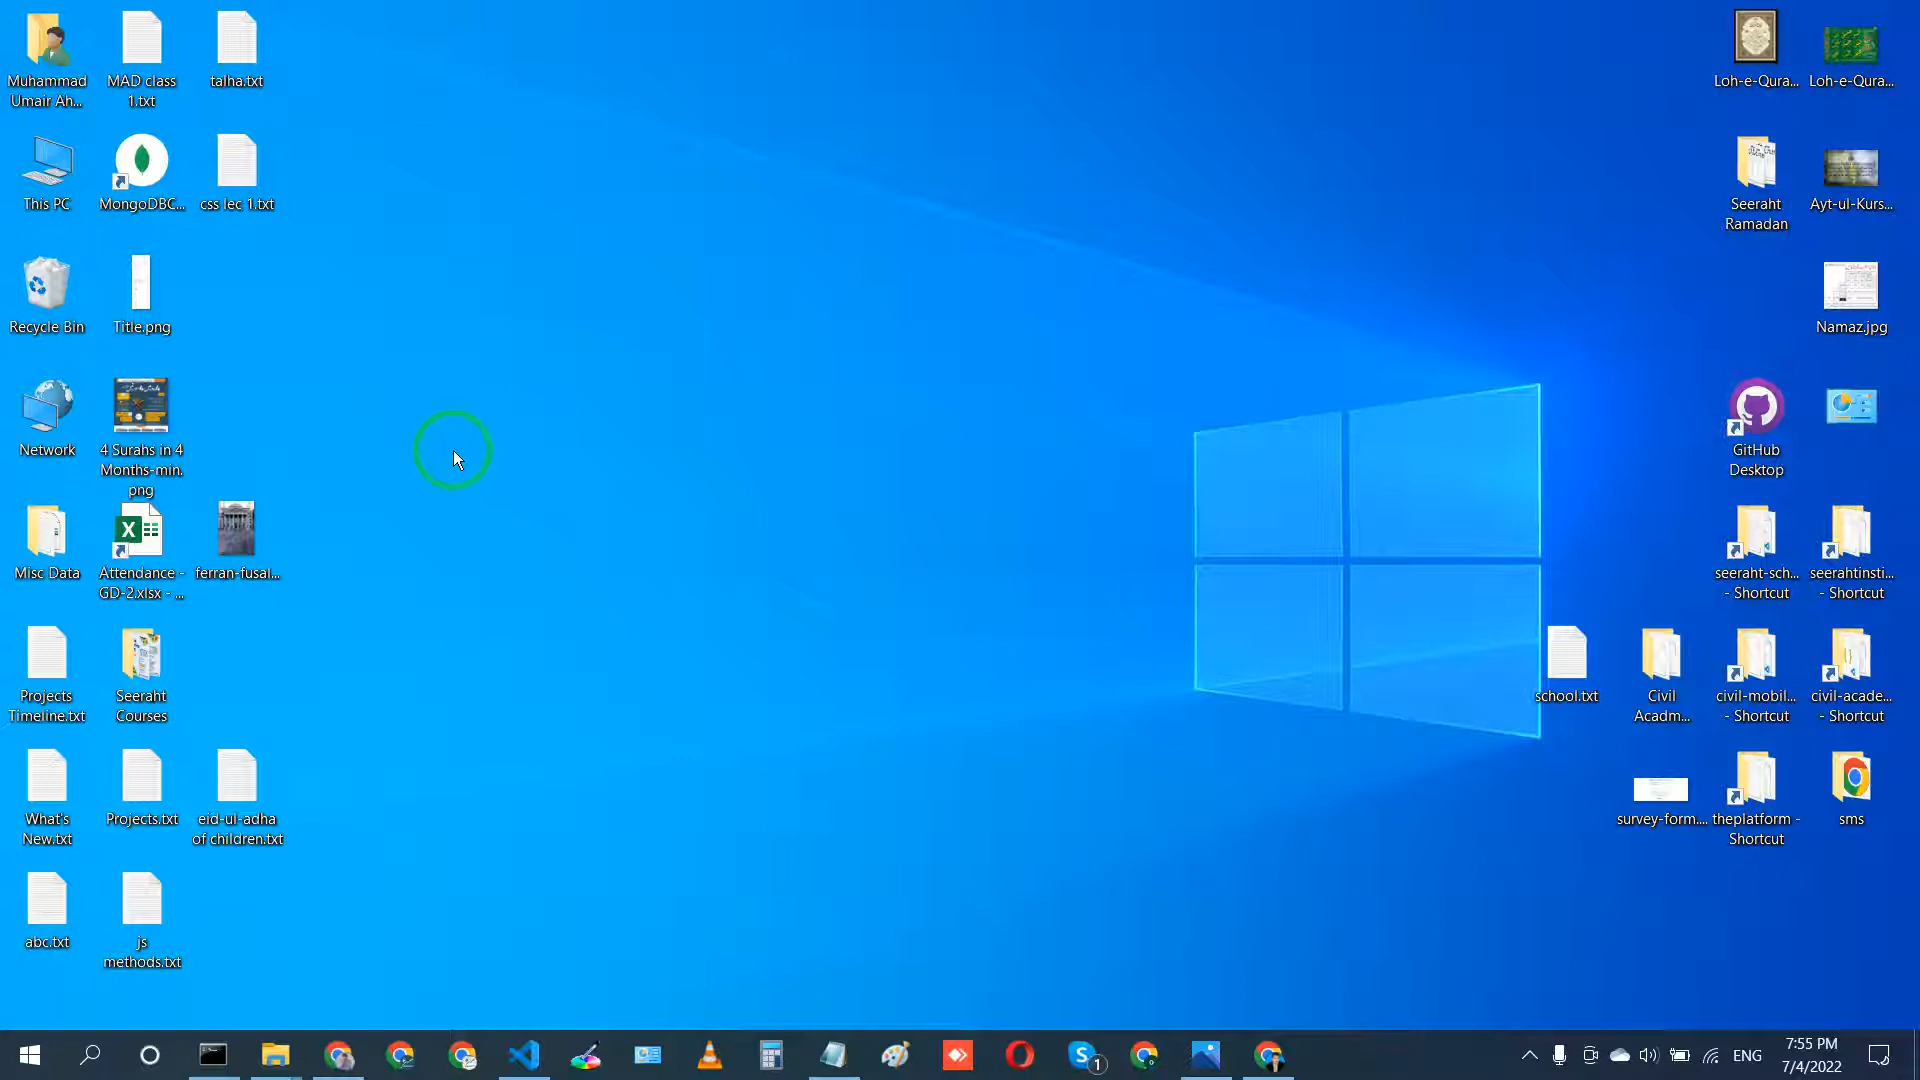 Muhammad
Umair Ah...
MAD class
1.txt
talha.txt
This PC
MongoDBC...
css lec 1.txt
Recycle Bin
Title.png
Network
4 Surahs in 4
Months-min.
png
Misc Data
Attendance -
GD-2.xlsx - ...
ferran-fusal...
Projects
Timeline.txt
Seeraht
Courses
What's
New.txt
Projects.txt
eid-ul-adha
of children.txt
abc.txt
js
methods.txt
Loh-e-Qura...
Loh-e-Qura...
Seeraht
Ramadan
Ayt-ul-Kurs...
Namaz.jpg
GitHub
Desktop
seeraht-sch...
- Shortcut
seerahtinsti...
- Shortcut
school.txt
Civil
Acadm...
civil-mobil...
- Shortcut
civil-acade...
- Shortcut
survey-form....
theplatform -
Shortcut
sms
1
ENG
7:55 PM
7/4/2022